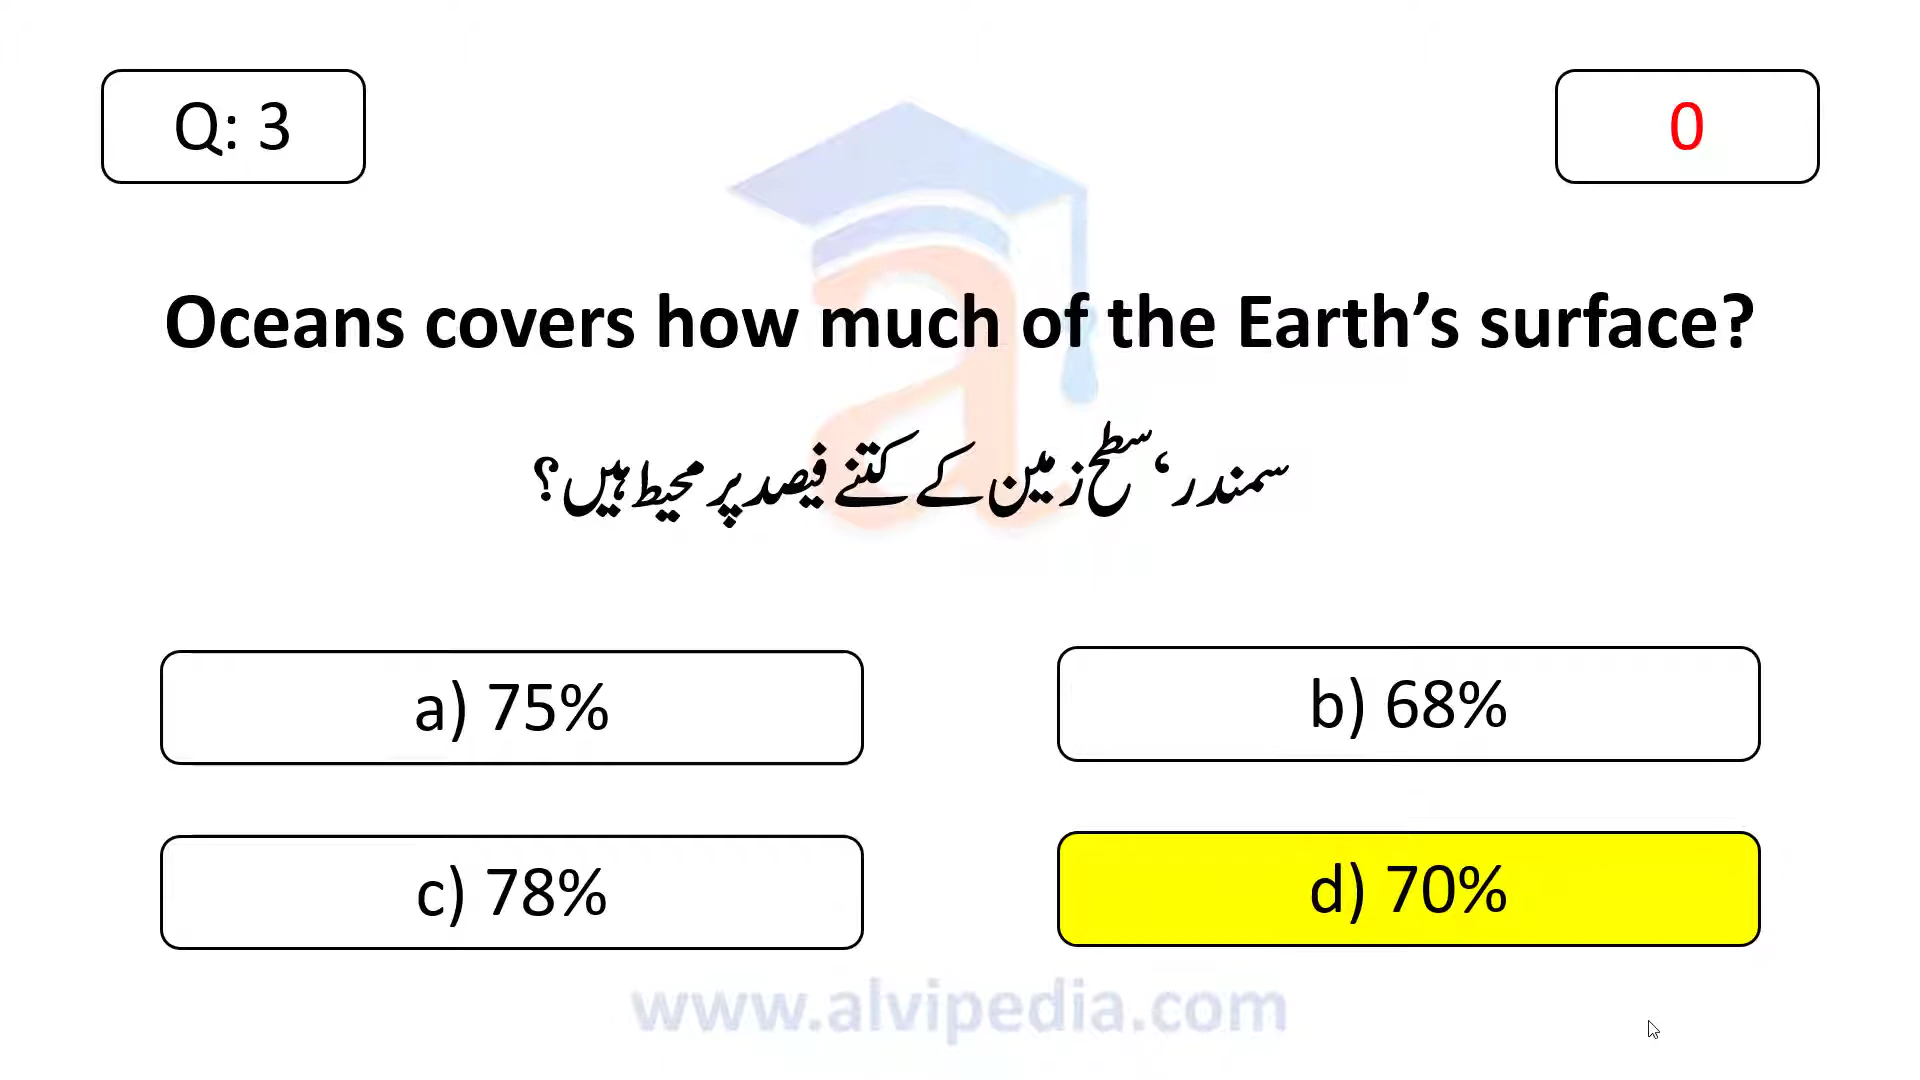 Q: 3
0
Oceans covers how much of the Earth’s surface?
سمندر‘ سطح زمین کے کتنے فیصد پر محیط ہیں؟
a) 75%
b) 68%
c) 78%
d) 70%
www.alvipedia.com